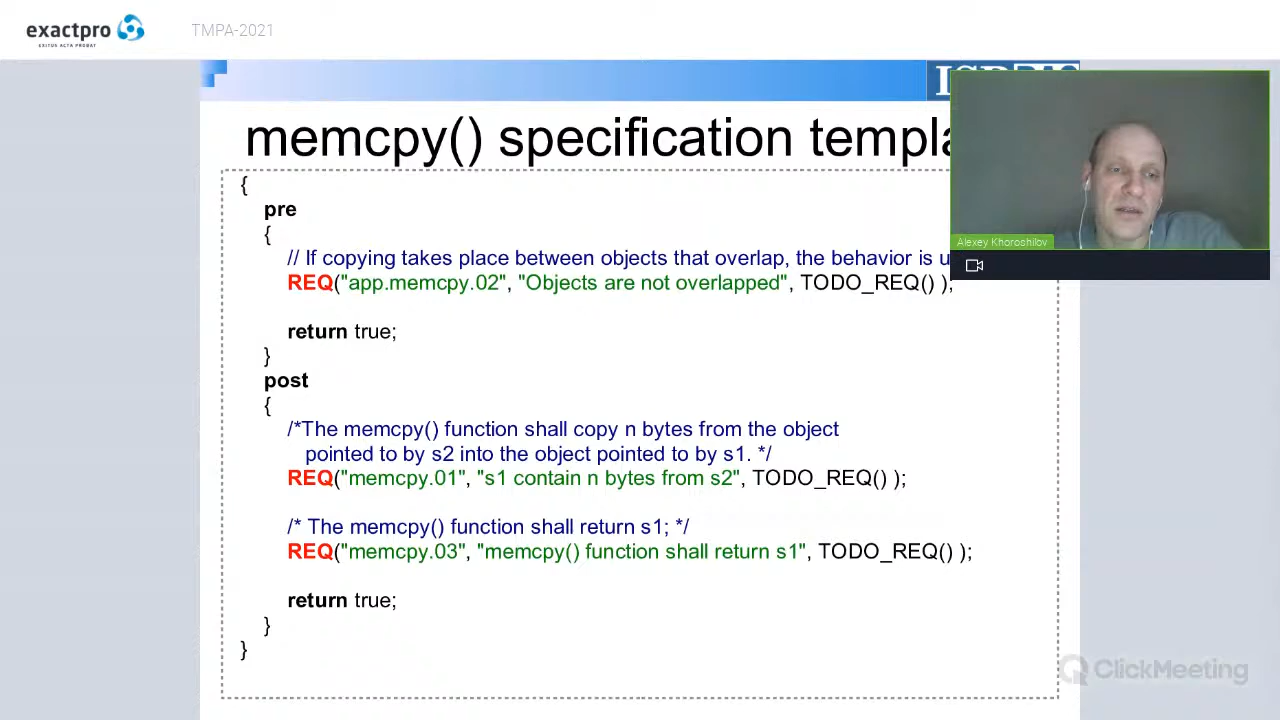 exactpro
EXITUS ACTA PROBAT
TMPA-2021
memcpy() specification
{
pre
{
// If copying takes place between objects that overlap, the behavior is
REQ("app.memcpy.02", "Objects are not overlapped", TODO_REQ() );
return true;
}
post
{
/*The memcpy() function shall copy n bytes from the object
pointed to by s2 into the object pointed to by s1. */
REQ("memcpy.01", "s1 contain n bytes from s2", TODO_REQ() );
/* The memcpy() function shall return s1; */
REQ("memcpy.03", "memcpy() function shall return s1", TODO_REQ() );
return true;
}
}
Alexey Khoroshilov
ClickMeeting